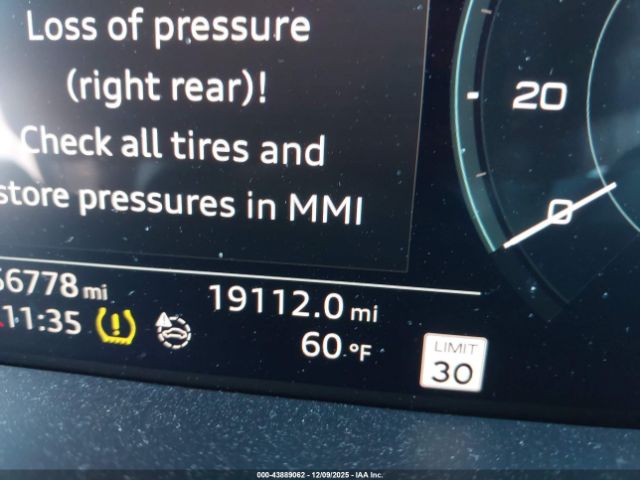 Loss of pressure
(right rear)!
Check all tires and
store pressures in MMI
20
0
6778 mi
19112.0 mi
11:35
60 °F
LIMIT
30
000-43889062 - 12/09/2025 - IAA Inc.